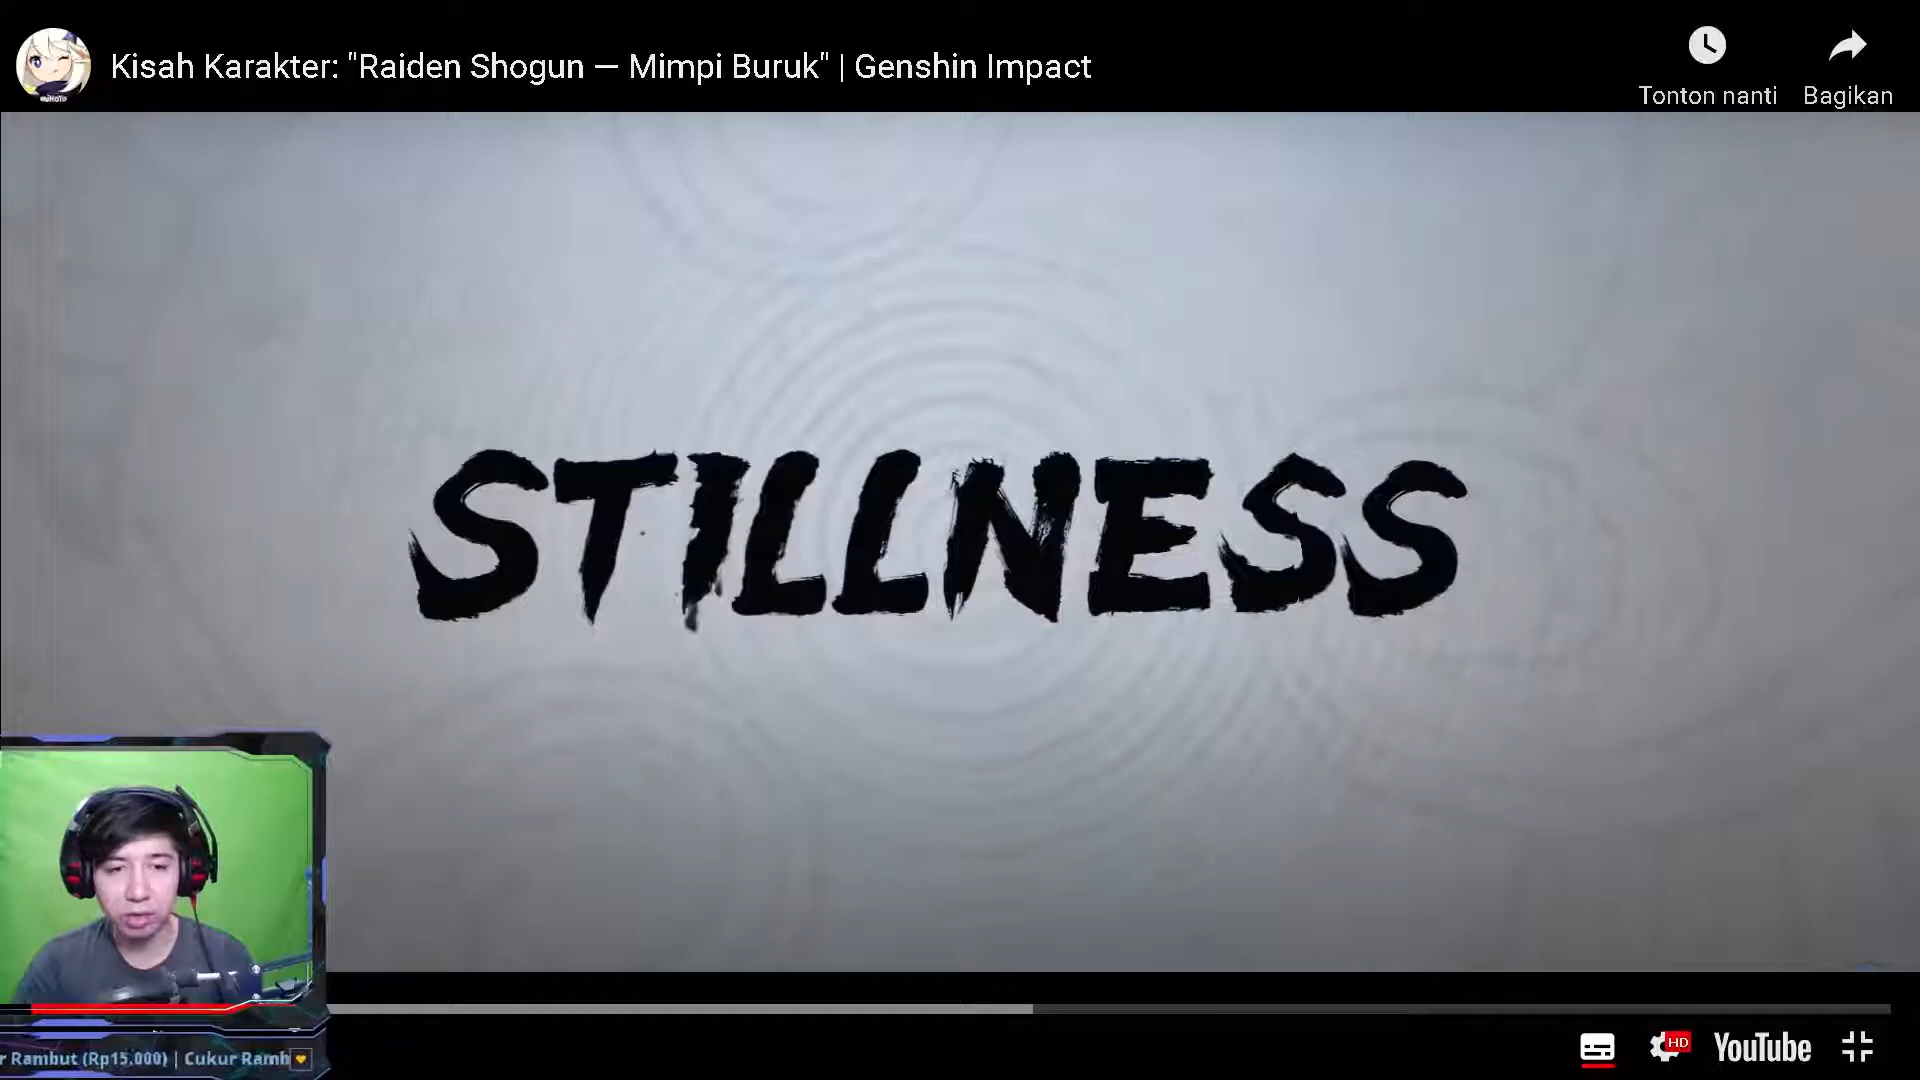 Kisah Karakter: "Raiden Shogun — Mimpi Buruk" | Genshin Impact
miHoYo
Tonton nanti
Bagikan
STILLNESS
r Rambut (Rp15.000) | Cukur Ramb
HD
YouTube